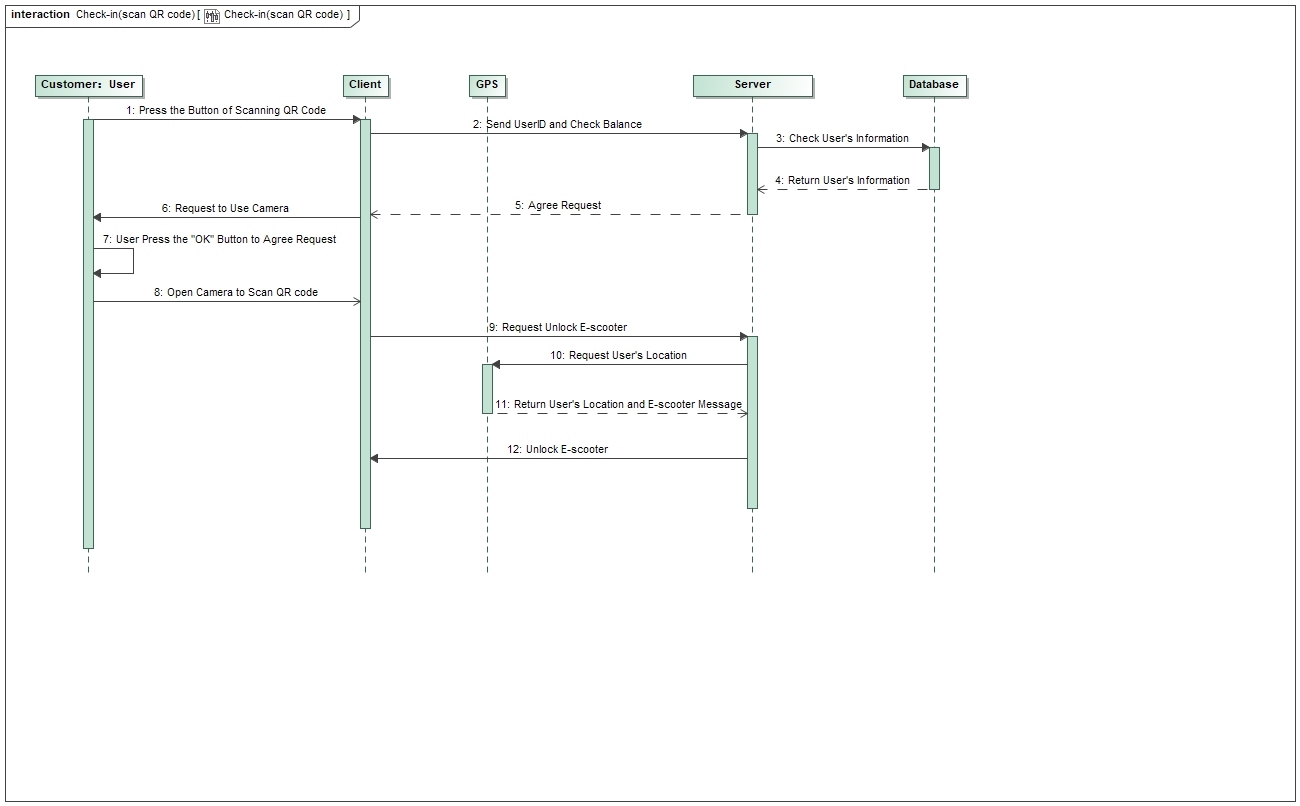 interaction Check-in(scan QR code) [ Check-in(scan QR code) ]
Customer: User
Client
GPS
Server
Database
1: Press the Button of Scanning QR Code
2: Send UserID and Check Balance
3: Check User's Information
4: Return User's Information
5: Agree Request
6: Request to Use Camera
7: User Press the "OK" Button to Agree Request
8: Open Camera to Scan QR code
9: Request Unlock E-scooter
10: Request User's Location
11: Return User's Location and E-scooter Message
12: Unlock E-scooter